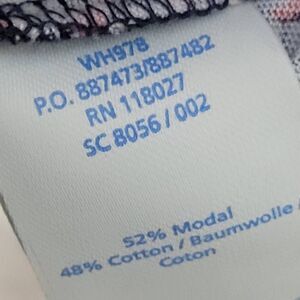 WH978
P.O. 887473/887482
RN 118027
SC 8056 / 002
52% Modal
48% Cotton / Baumwolle /
Coton